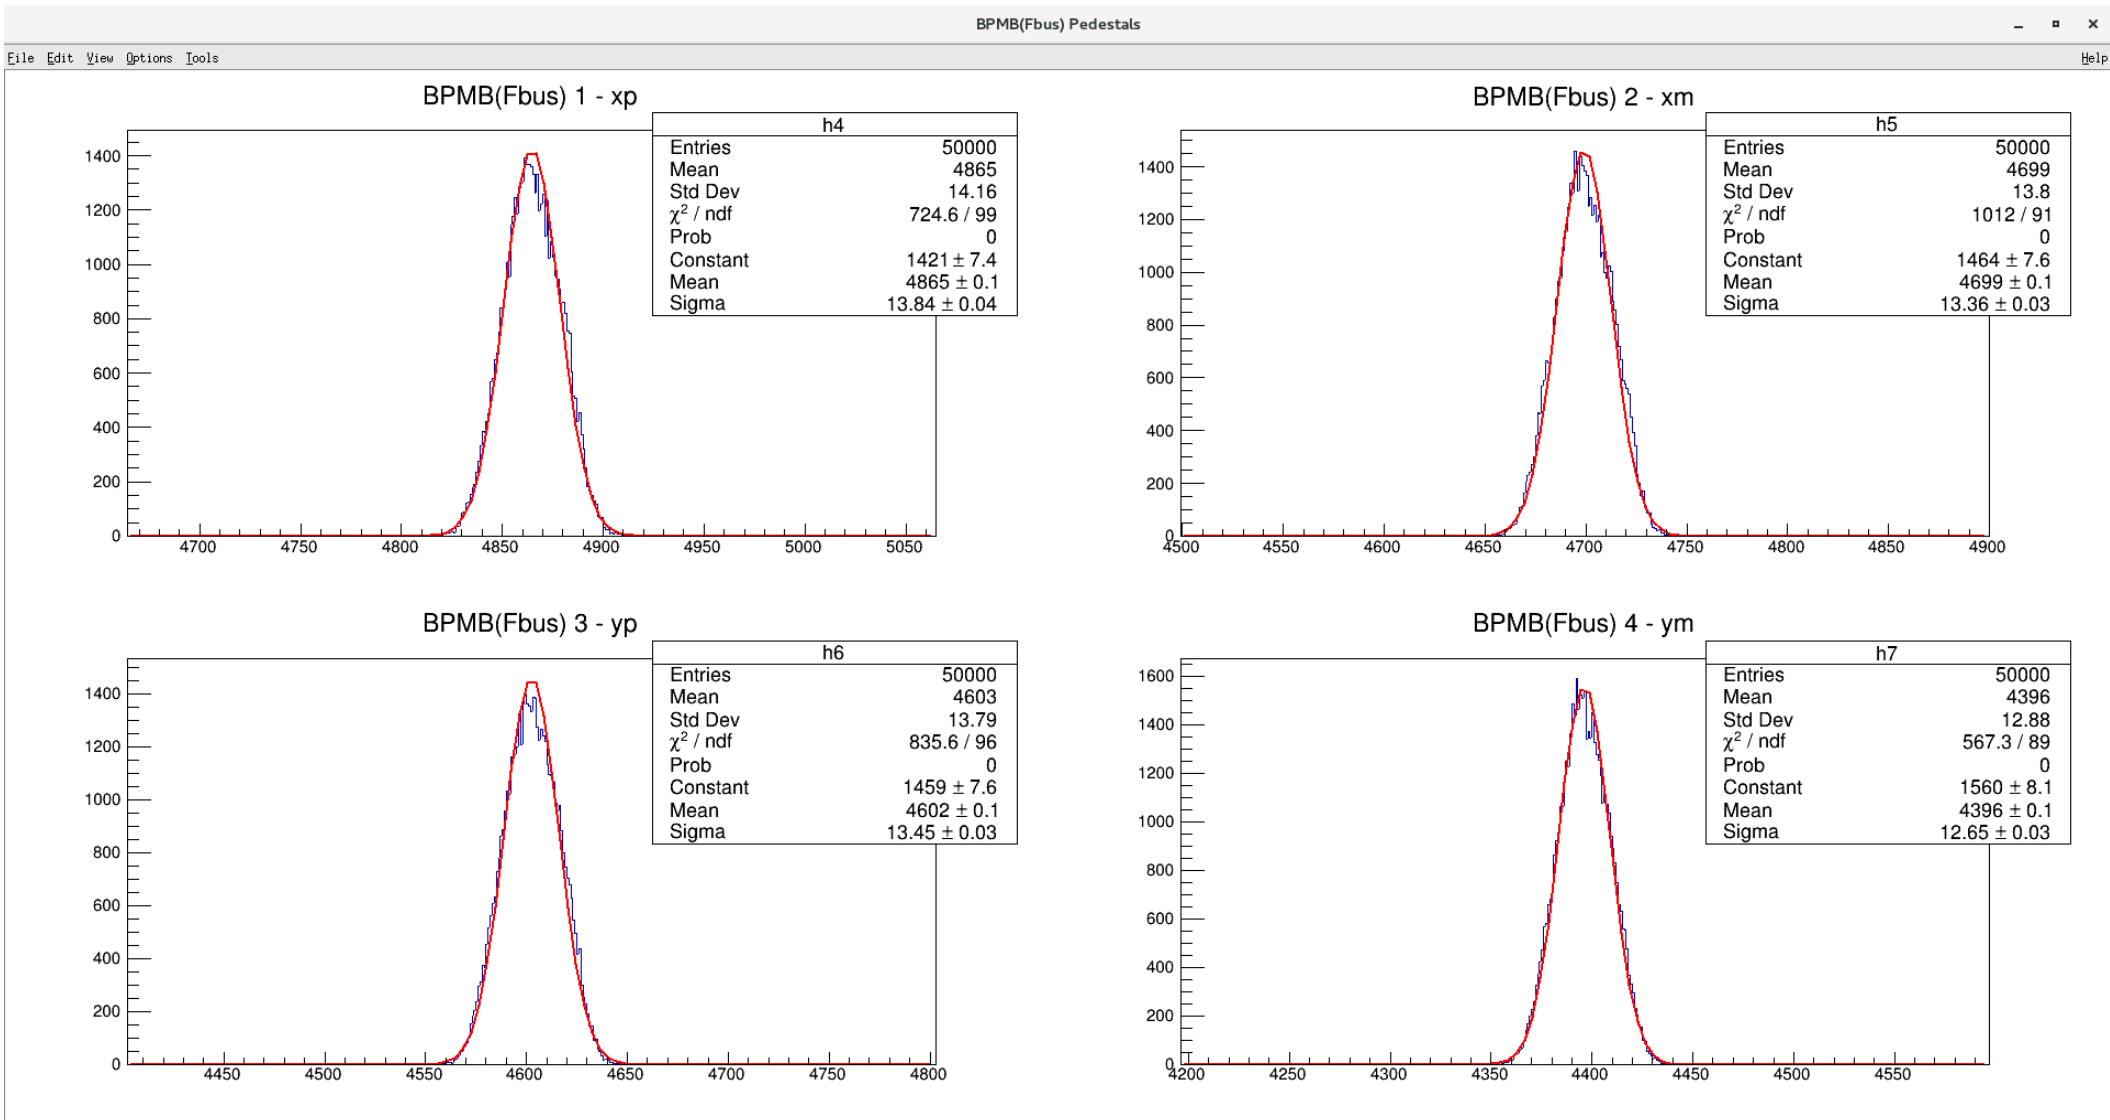 BPMB(Fbus) Pedestals
File Edit View Options Tools Help
BPMB(Fbus) 1 - xp
h4
Entries 50000
Mean 4865
Std Dev 14.16
χ² / ndf 724.6 / 99
Prob 0
Constant 1421 ± 7.4
Mean 4865 ± 0.1
Sigma 13.84 ± 0.04
1400
1200
1000
800
600
400
200
0
4700 4750 4800 4850 4900 4950 5000 5050
BPMB(Fbus) 2 - xm
h5
Entries 50000
Mean 4699
Std Dev 13.8
χ² / ndf 1012 / 91
Prob 0
Constant 1464 ± 7.6
Mean 4699 ± 0.1
Sigma 13.36 ± 0.03
1400
1200
1000
800
600
400
200
0
4500 4550 4600 4650 4700 4750 4800 4850 4900
BPMB(Fbus) 3 - yp
h6
Entries 50000
Mean 4603
Std Dev 13.79
χ² / ndf 835.6 / 96
Prob 0
Constant 1459 ± 7.6
Mean 4602 ± 0.1
Sigma 13.45 ± 0.03
1400
1200
1000
800
600
400
200
0
4450 4500 4550 4600 4650 4700 4750 4800
BPMB(Fbus) 4 - ym
h7
Entries 50000
Mean 4396
Std Dev 12.88
χ² / ndf 567.3 / 89
Prob 0
Constant 1560 ± 8.1
Mean 4396 ± 0.1
Sigma 12.65 ± 0.03
1600
1400
1200
1000
800
600
400
200
0
4200 4250 4300 4350 4400 4450 4500 4550